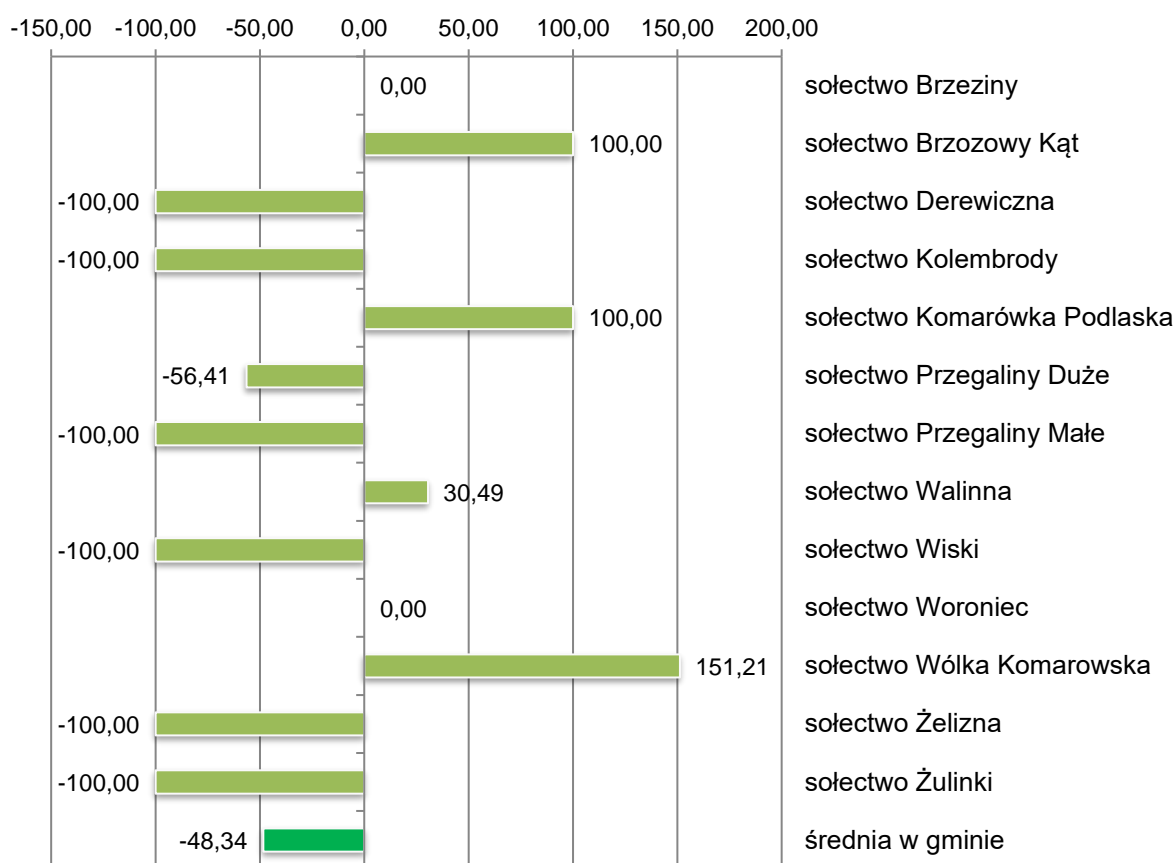 -150,00 -100,00 -50,00 0,00 50,00 100,00 150,00 200,00
0,00 sołectwo Brzeziny
100,00 sołectwo Brzozowy Kąt
-100,00 sołectwo Derewiczna
-100,00 sołectwo Kolembrody
100,00 sołectwo Komarówka Podlaska
-56,41 sołectwo Przegaliny Duże
-100,00 sołectwo Przegaliny Małe
30,49 sołectwo Walinna
-100,00 sołectwo Wiski
0,00 sołectwo Woroniec
151,21 sołectwo Wólka Komarowska
-100,00 sołectwo Żelizna
-100,00 sołectwo Żulinki
-48,34 średnia w gminie